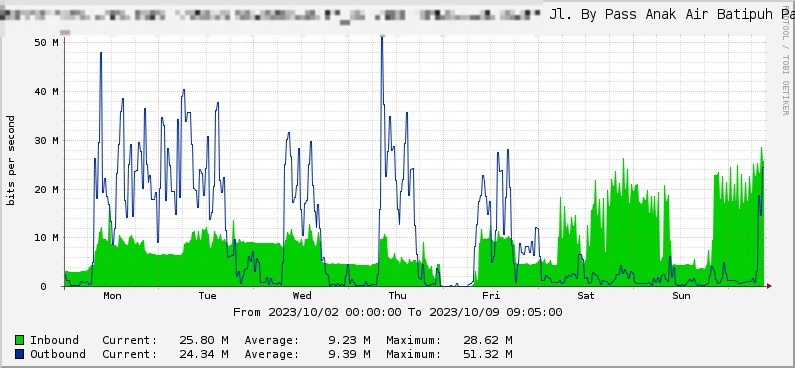 Jl. By Pass Anak Air Batipuh Pa
RRDTOOL / TOBI OETIKER
bits per second
50 M
40 M
30 M
20 M
10 M
0
Mon Tue Wed Thu Fri Sat Sun
From 2023/10/02 00:00:00 To 2023/10/09 09:05:00
Inbound Current: 25.80 M Average: 9.23 M Maximum: 28.62 M
Outbound Current: 24.34 M Average: 9.39 M Maximum: 51.32 M